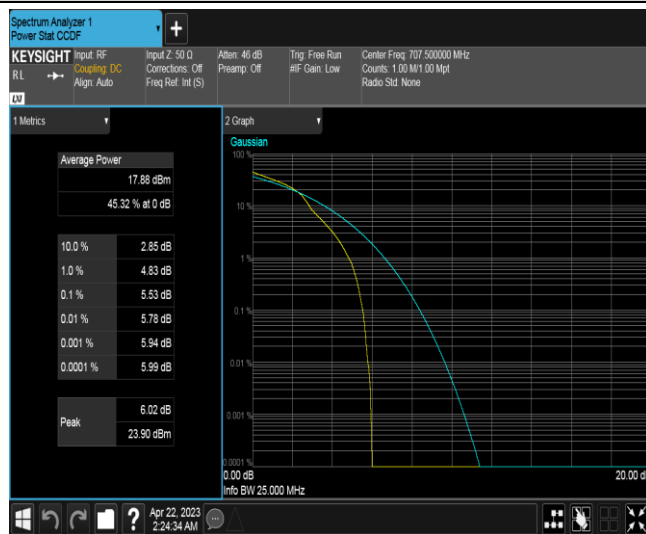 Spectrum Analyzer 1
Power Stat CCDF
+
KEYSIGHT
RL
LXI
Input: RF
Coupling: DC
Align: Auto
Input Z: 50 Ω
Corrections: Off
Freq Ref: Int (S)
Atten: 46 dB
Preamp: Off
Trig: Free Run
#IF Gain: Low
Center Freq: 707.500000 MHz
Counts: 1.00 M/1.00 Mpt
Radio Std: None
1 Metrics
Average Power
17.88 dBm
45.32 % at 0 dB
10.0 % 2.85 dB
1.0 % 4.83 dB
0.1 % 5.53 dB
0.01 % 5.78 dB
0.001 % 5.94 dB
0.0001 % 5.99 dB
Peak
6.02 dB
23.90 dBm
2 Graph
Gaussian
100 %
10 %
1 %
0.1 %
0.01 %
0.001 %
0.0001 %
0.00 dB
20.00 d
Info BW 25.000 MHz
?
Apr 22, 2023
2:24:34 AM